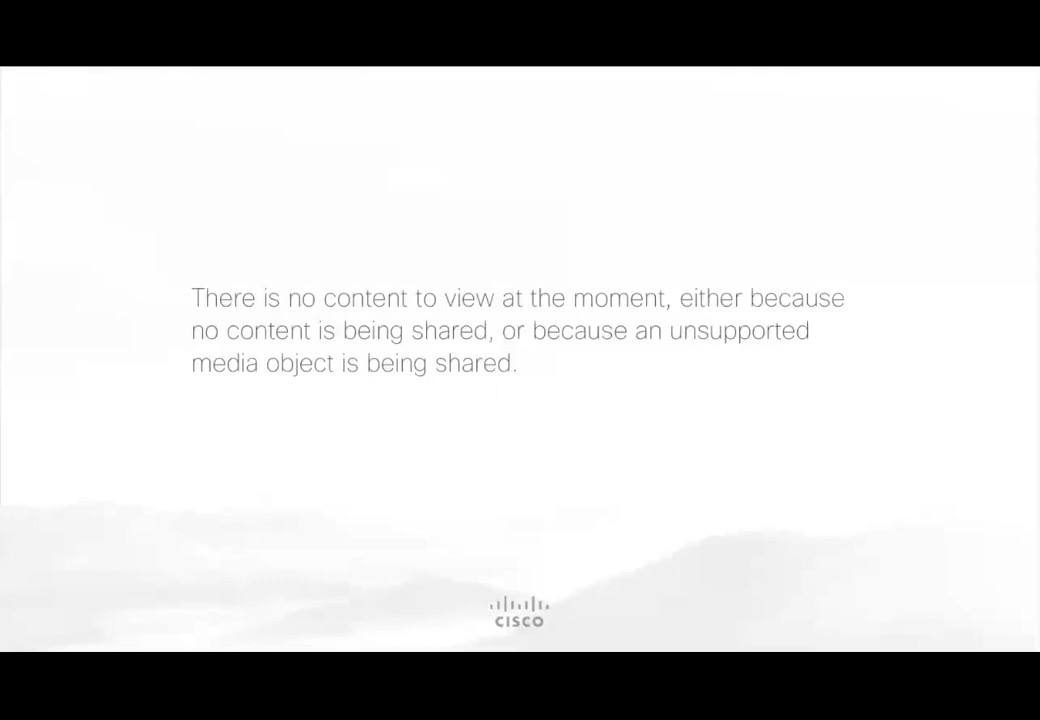 There is no content to view at the moment, either because
no content is being shared, or because an unsupported
media object is being shared.
CISCO